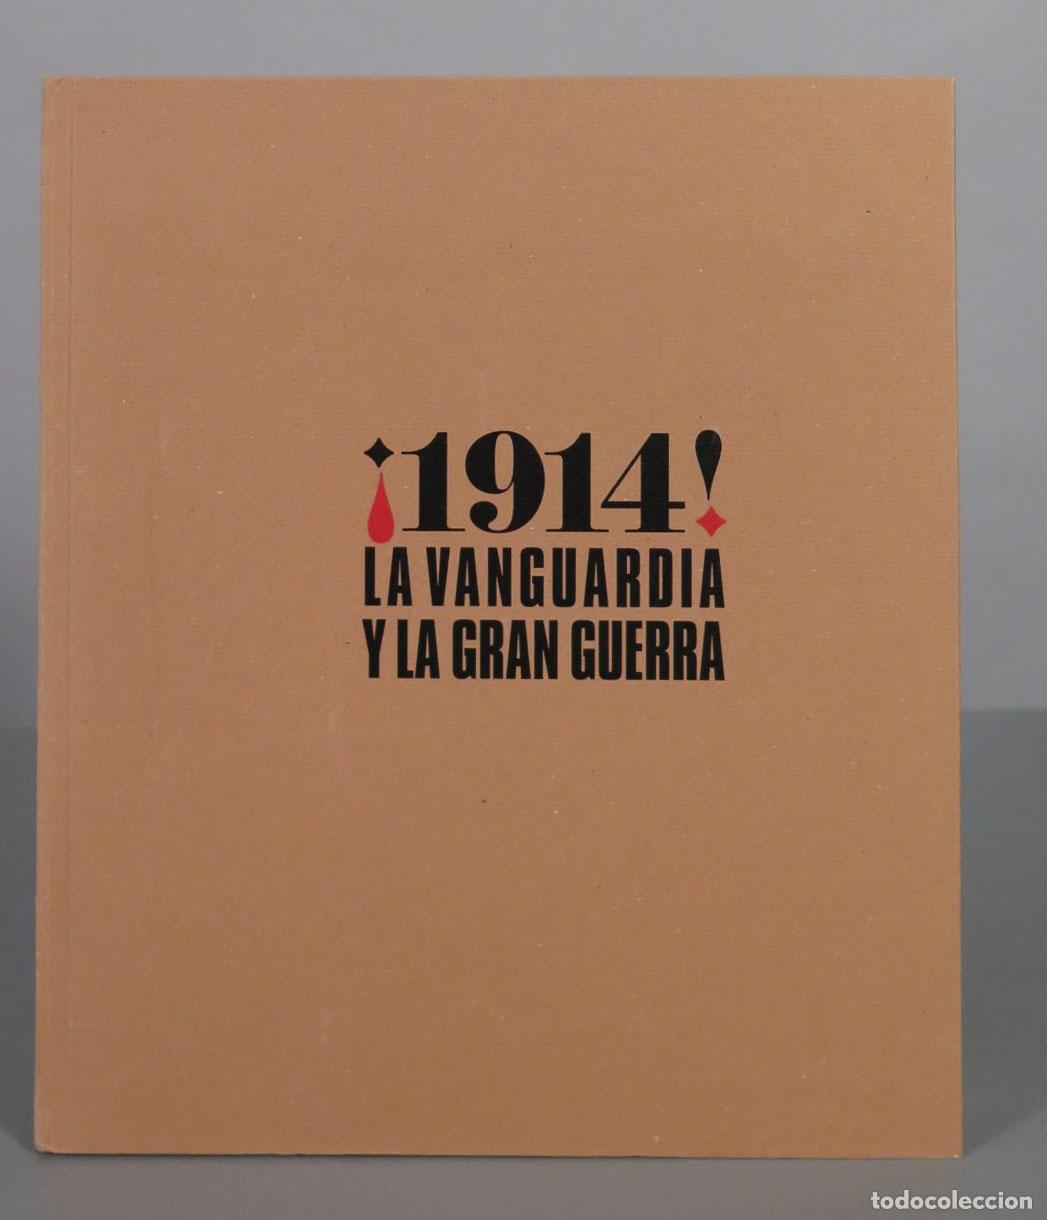 ¡1914!
LA VANGUARDIA
Y LA GRAN GUERRA
todocoleccion